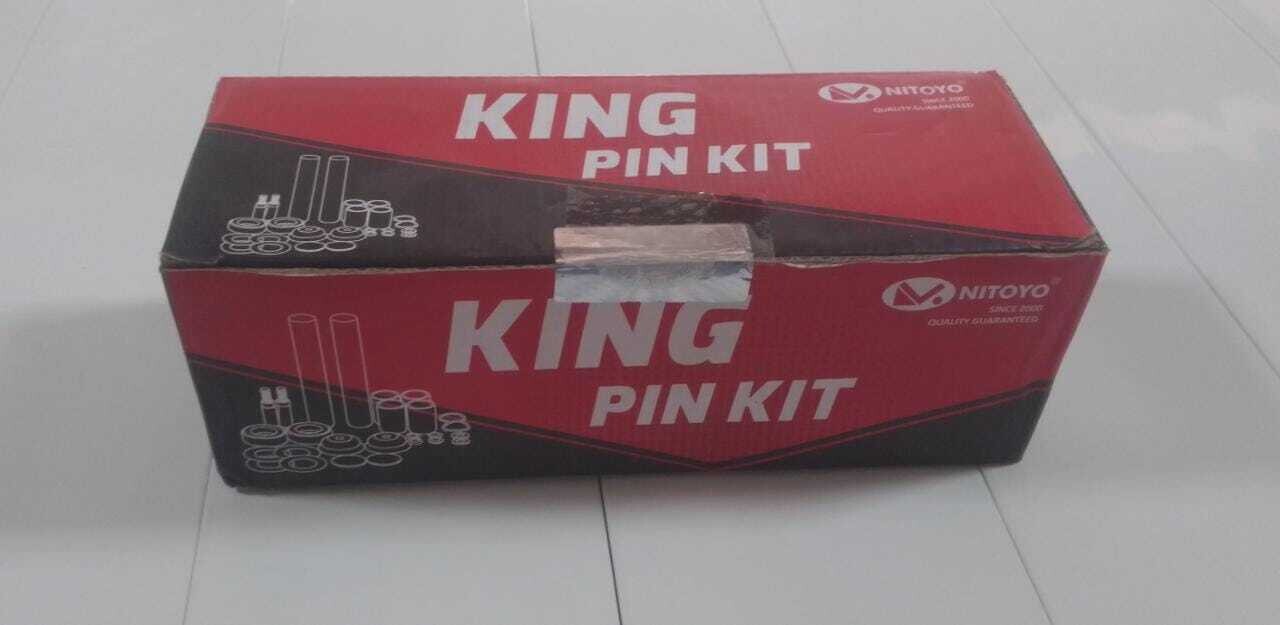 KING
PIN KIT
NITOYO®
SINCE 2000
QUALITY GUARANTEED
KING
PIN KIT
NITOYO®
SINCE 2000
QUALITY GUARANTEED